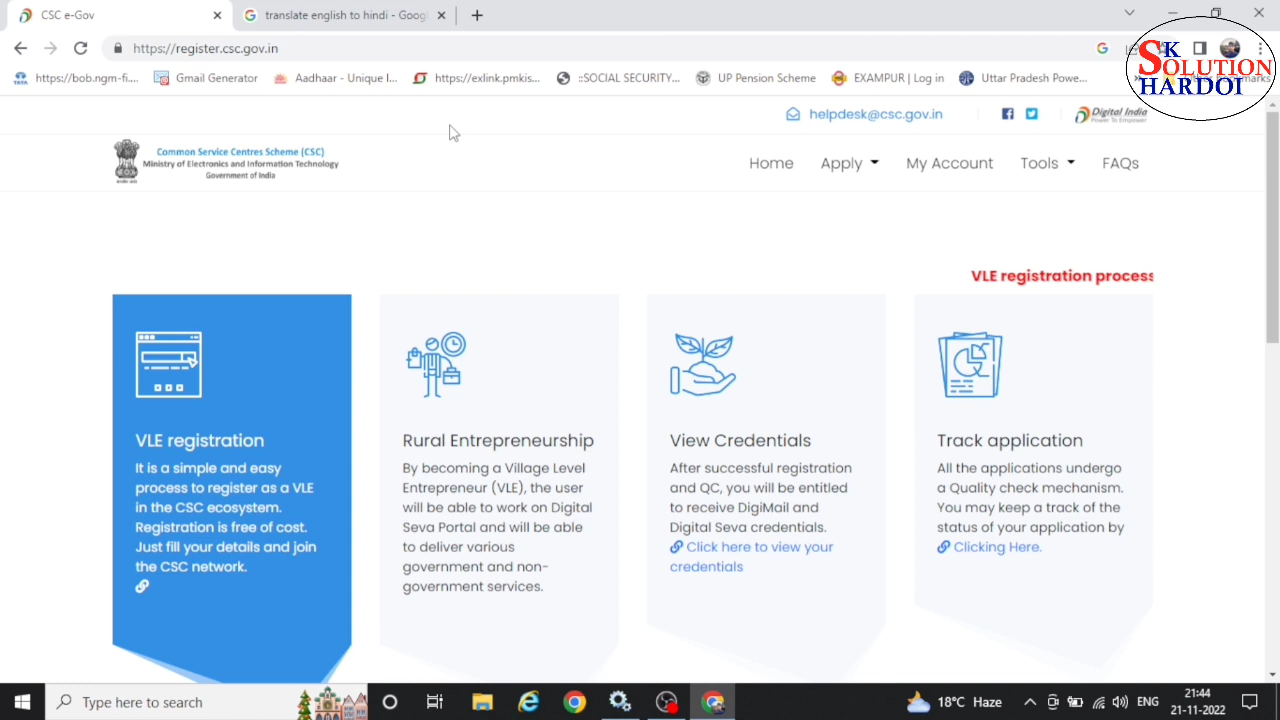 CSC e-Gov
translate english to hindi - Goog
https://register.csc.gov.in
https://bob.ngm-fi....
Gmail Generator
Aadhaar - Unique I...
https://exlink.pmkis...
::SOCIAL SECURITY...
UP Pension Scheme
EXAMPUR | Log in
Uttar Pradesh Powe...
SK
SOLUTION
HARDOI
helpdesk@csc.gov.in
Digital India
Power To Empower
Common Service Centres Scheme (CSC)
Ministry of Electronics and Information Technology
Government of India
Home
Apply
My Account
Tools
FAQs
VLE registration process
VLE registration
It is a simple and easy
process to register as a VLE
in the CSC ecosystem.
Registration is free of cost.
Just fill your details and join
the CSC network.
Rural Entrepreneurship
By becoming a Village Level
Entrepreneur (VLE), the user
will be able to work on Digital
Seva Portal and will be able
to deliver various
government and non-
government services.
View Credentials
After successful registration
and QC, you will be entitled
to receive DigiMail and
Digital Seva credentials.
Click here to view your
credentials
Track application
All the applications undergo
a Quality check mechanism.
You may keep a track of the
status of your application by
Clicking Here.
Type here to search
18°C Haze
ENG
21:44
21-11-2022